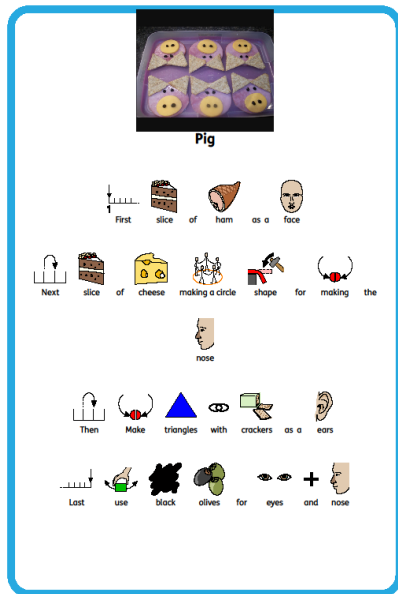 Pig
1
First slice of ham as a face
Next slice of cheese making a circle shape for making the
nose
Then Make triangles with crackers as a ears
Last use black olives for eyes and nose